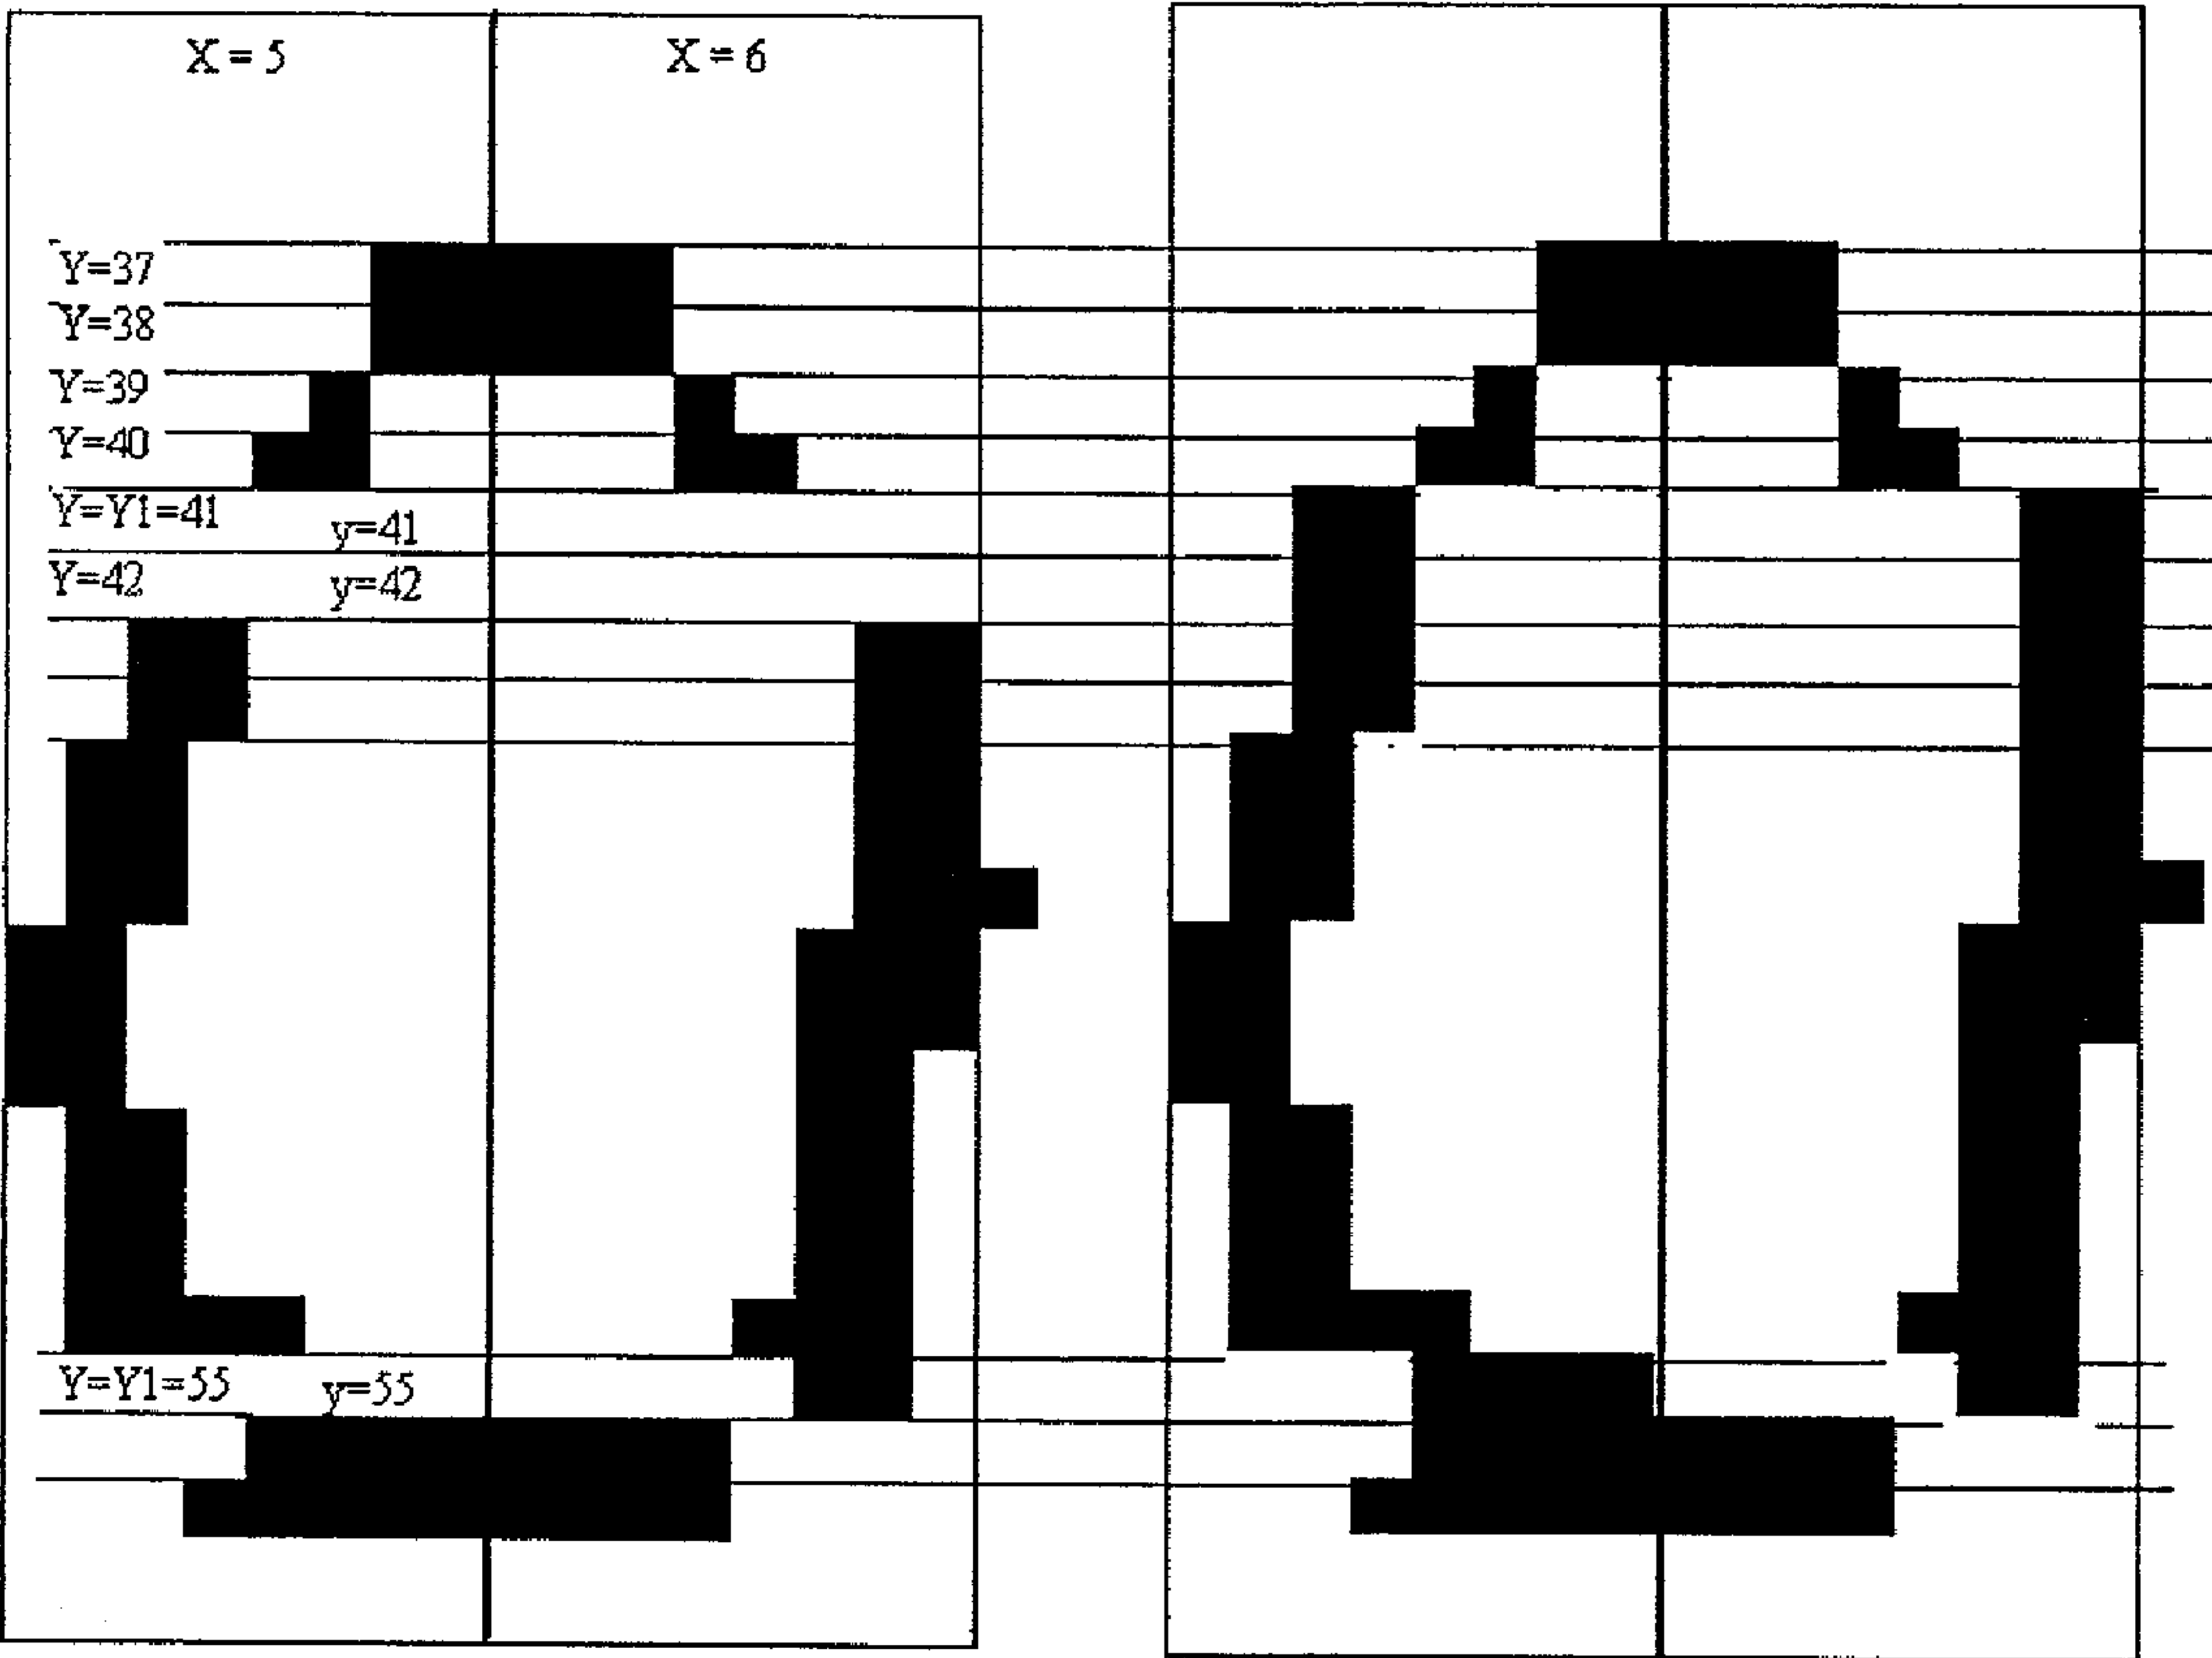 X = 5 X = 6
Y=37
Y=38
Y=39
Y=40
Y=Y1=41 y=41
Y=42 y=42
Y=Y1=55 y=55